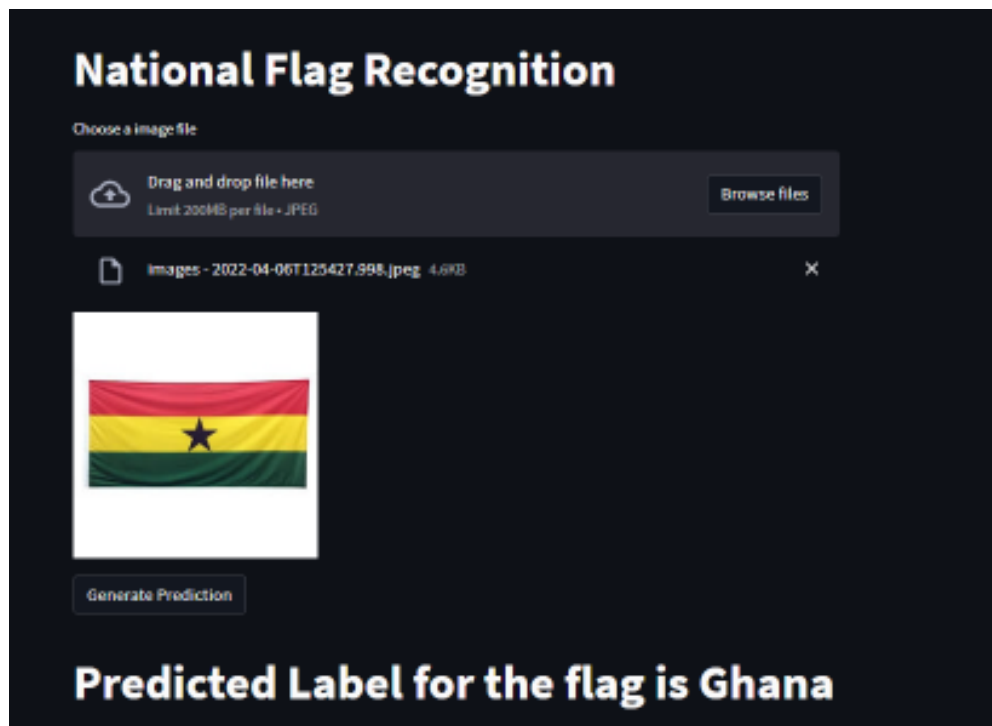 National Flag Recognition
Choose a image file
Drag and drop file here
Limit 200MB per file • JPEG
Browse files
images - 2022-04-06T125427.998.jpeg 4.6KB
Generate Prediction
Predicted Label for the flag is Ghana